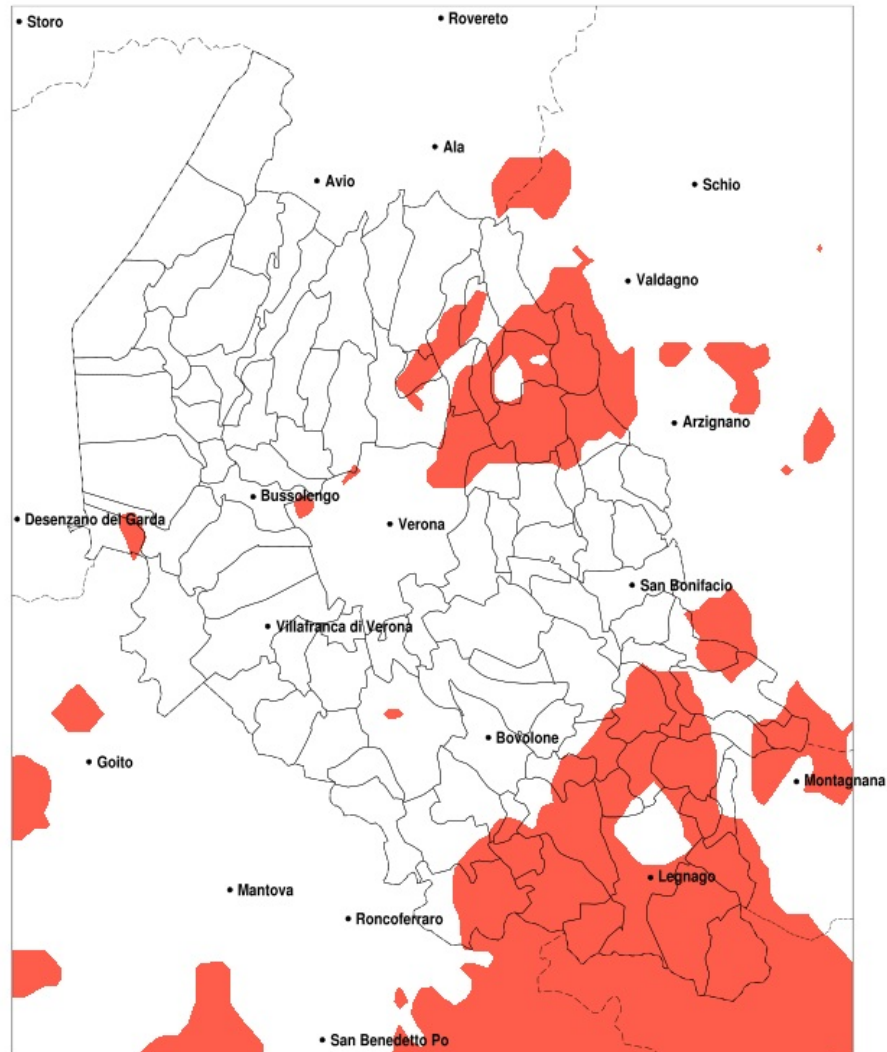 Storo
Rovereto
Ala
Avio
Schio
Valdagno
Arzignano
Bussolengo
Desenzano del Garda
Verona
San Bonifacio
Villafranca di Verona
Bovolone
Goito
Montagnana
Legnago
Mantova
Roncoferraro
San Benedetto Po